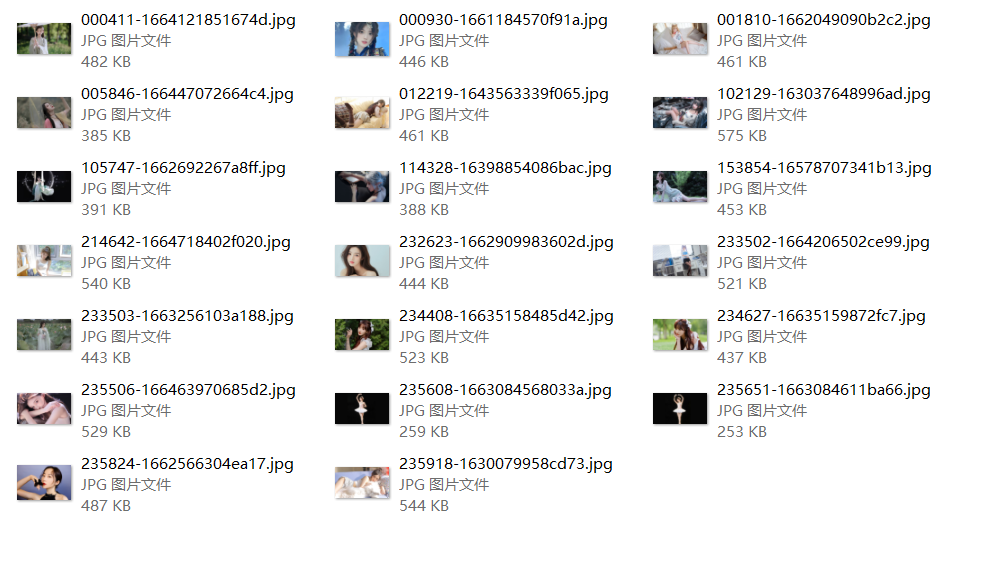 000411-1664121851674d.jpg
JPG 图片文件
482 KB
000930-1661184570f91a.jpg
JPG 图片文件
446 KB
001810-1662049090b2c2.jpg
JPG 图片文件
461 KB
005846-166447072664c4.jpg
JPG 图片文件
385 KB
012219-1643563339f065.jpg
JPG 图片文件
461 KB
102129-163037648996ad.jpg
JPG 图片文件
575 KB
105747-1662692267a8ff.jpg
JPG 图片文件
391 KB
114328-16398854086bac.jpg
JPG 图片文件
388 KB
153854-16578707341b13.jpg
JPG 图片文件
453 KB
214642-1664718402f020.jpg
JPG 图片文件
540 KB
232623-1662909983602d.jpg
JPG 图片文件
444 KB
233502-1664206502ce99.jpg
JPG 图片文件
521 KB
233503-1663256103a188.jpg
JPG 图片文件
443 KB
234408-16635158485d42.jpg
JPG 图片文件
523 KB
234627-16635159872fc7.jpg
JPG 图片文件
437 KB
235506-166463970685d2.jpg
JPG 图片文件
529 KB
235608-1663084568033a.jpg
JPG 图片文件
259 KB
235651-1663084611ba66.jpg
JPG 图片文件
253 KB
235824-1662566304ea17.jpg
JPG 图片文件
487 KB
235918-1630079958cd73.jpg
JPG 图片文件
544 KB